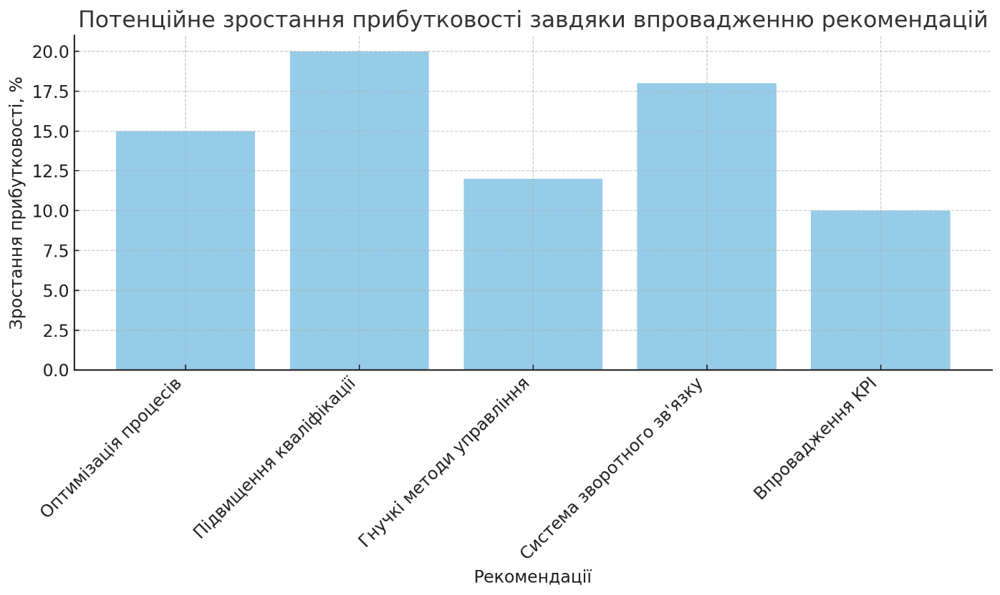 Потенційне зростання прибутковості завдяки впровадженню рекомендацій
Зростання прибутковості, %
20.0
17.5
15.0
12.5
10.0
7.5
5.0
2.5
0.0
Оптимізація процесів
Підвищення кваліфікації
Гнучкі методи управління
Система зворотного зв'язку
Впровадження KPI
Рекомендації